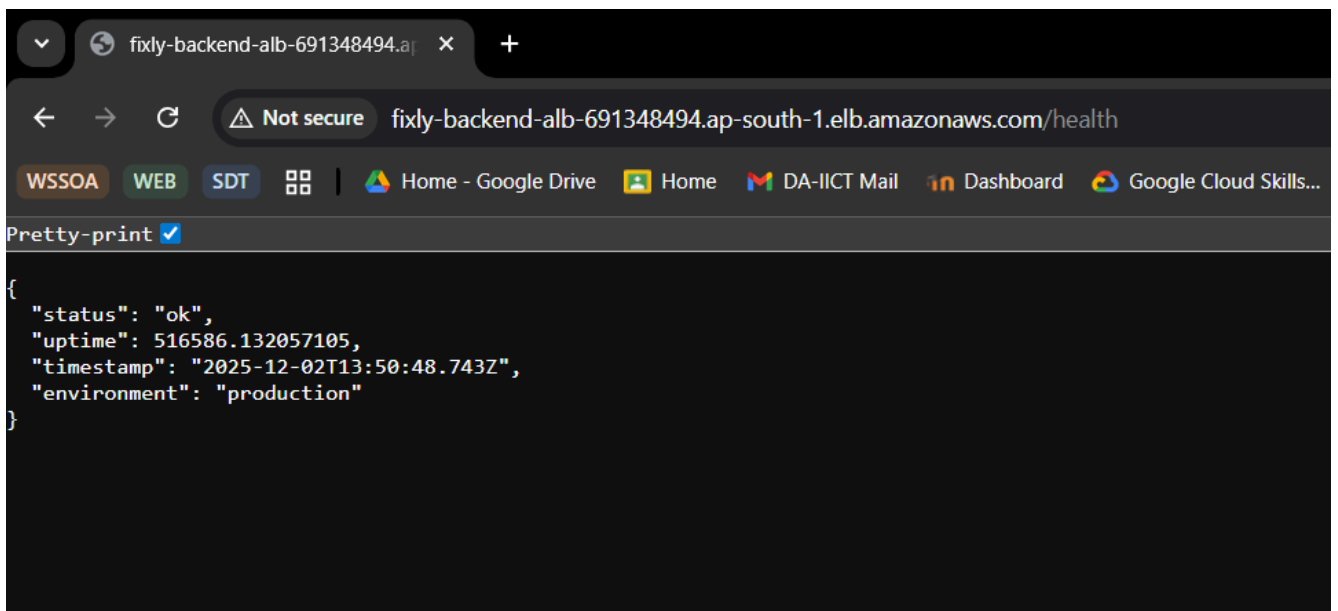 fixly-backend-alb-691348494.ap
Not secure fixly-backend-alb-691348494.ap-south-1.elb.amazonaws.com/health
WSSOA WEB SDT Home - Google Drive Home DA-IICT Mail Dashboard Google Cloud Skills...
Pretty-print
{
"status": "ok",
"uptime": 516586.132057105,
"timestamp": "2025-12-02T13:50:48.743Z",
"environment": "production"
}